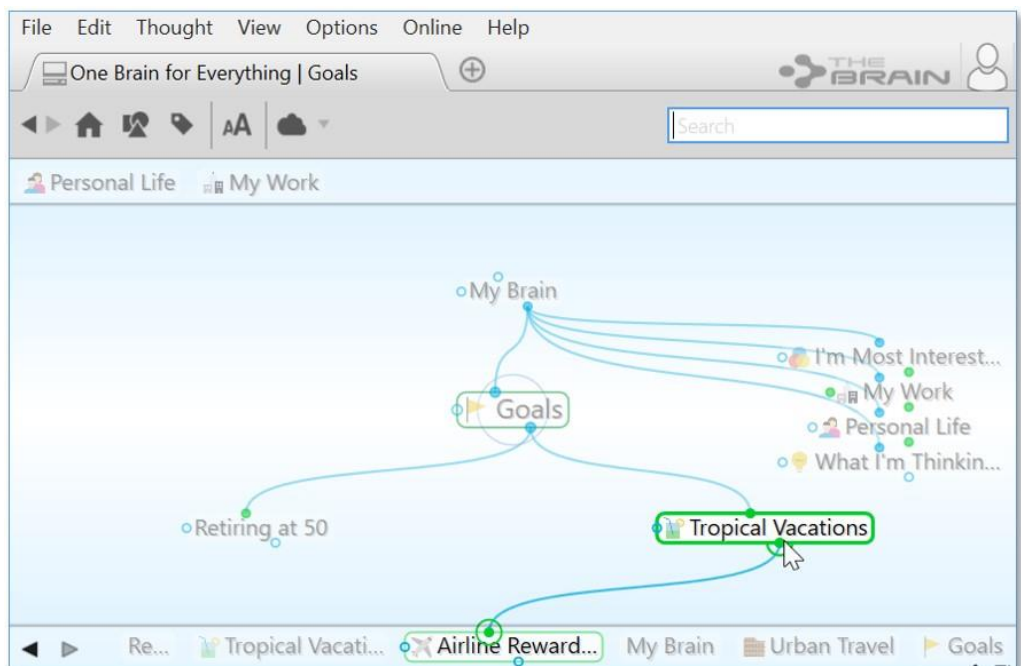 File Edit Thought View Options Online Help
One Brain for Everything | Goals
THE BRAIN
AA
Search
Personal Life My Work
My Brain
I'm Most Interest...
My Work
Goals
Personal Life
What I'm Thinkin...
Retiring at 50
Tropical Vacations
Re... Tropical Vacati... Airline Reward... My Brain Urban Travel Goals